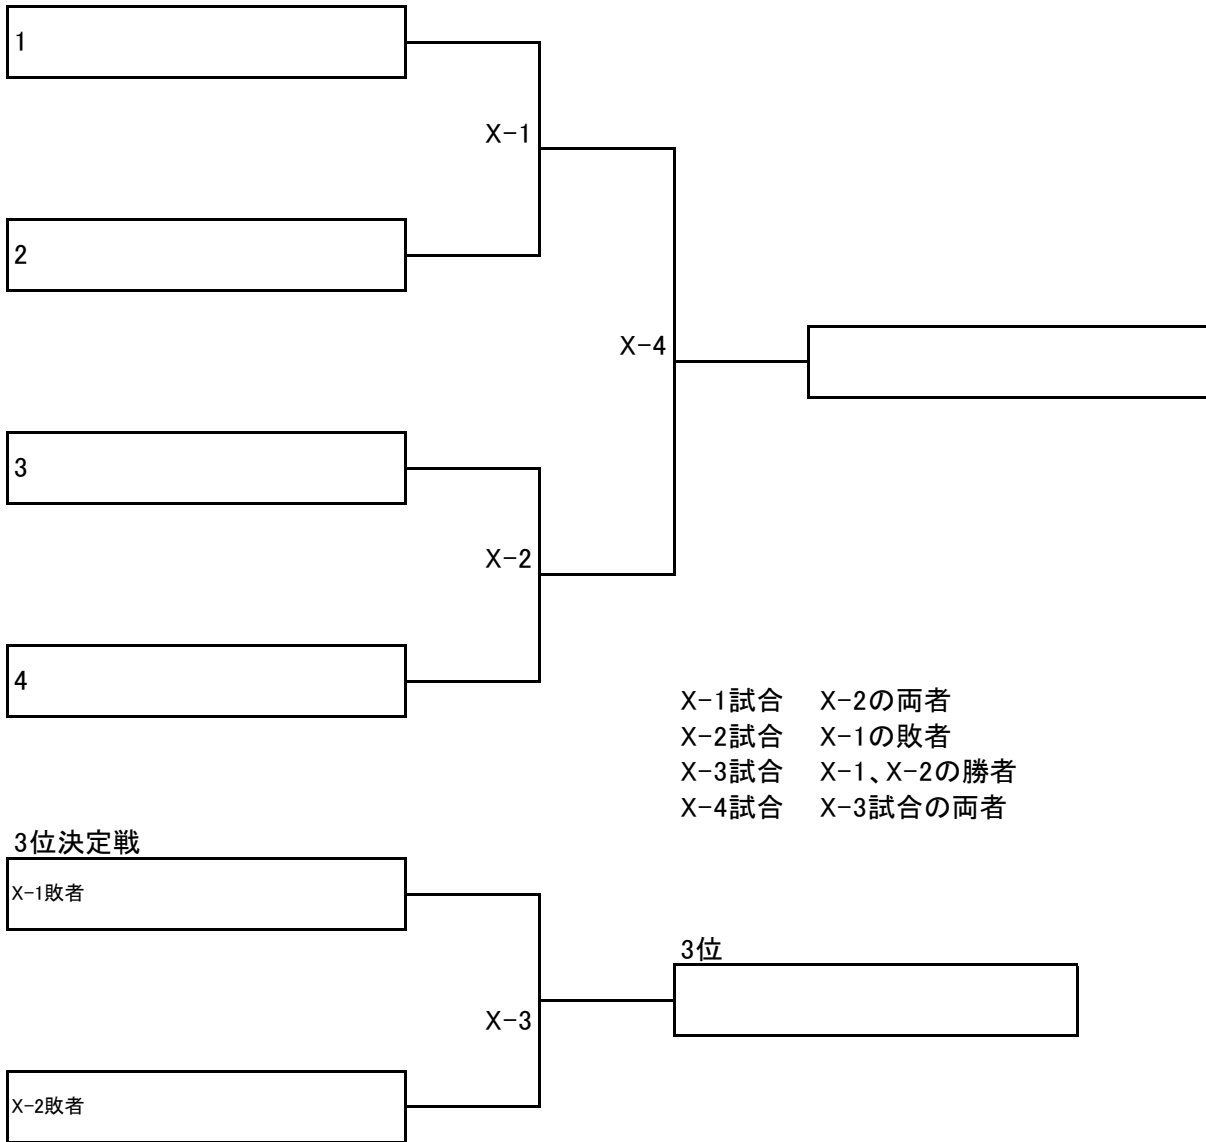 1
X-1
2
X-4
3
X-2
4
X-1試合 X-2の両者
X-2試合 X-1の敗者
X-3試合 X-1、X-2の勝者
X-4試合 X-3試合の両者
3位決定戦
X-1敗者
3位
X-3
X-2敗者